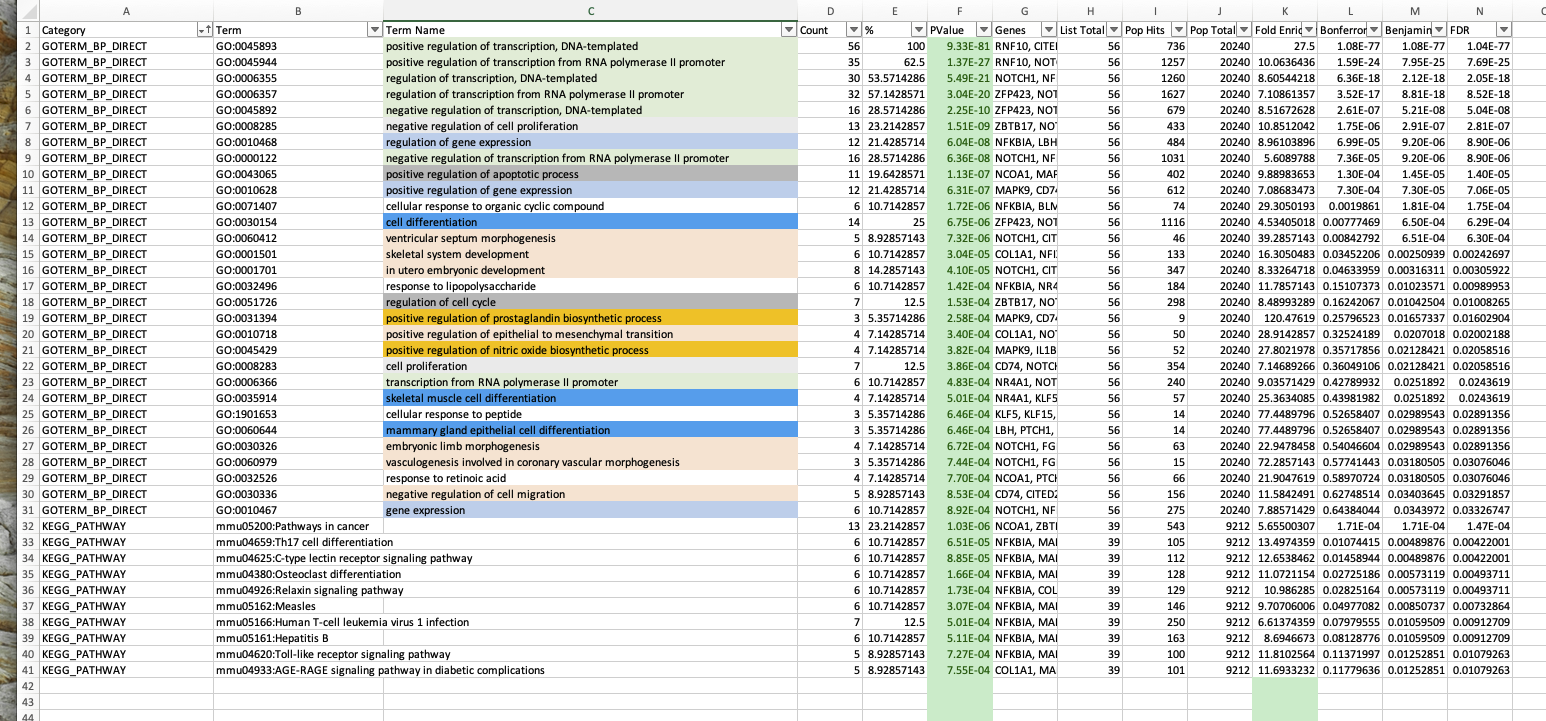 A B C D E F G H I J K L M N
1 Category Term Term Name Count % PValue Genes List Total Pop Hits Pop Total Fold Enric Bonferror Benjamin FDR
2 GOTERM_BP_DIRECT GO:0045893 positive regulation of transcription, DNA-templated 56 100 9.33E-81 RNF10, CITE 56 736 20240 27.5 1.08E-77 1.08E-77 1.04E-77
3 GOTERM_BP_DIRECT GO:0045944 positive regulation of transcription from RNA polymerase II promoter 35 62.5 1.37E-27 RNF10, NOT 56 1257 20240 10.0636436 1.59E-24 7.95E-25 7.69E-25
4 GOTERM_BP_DIRECT GO:0006355 regulation of transcription, DNA-templated 30 53.5714286 5.49E-21 NOTCH1, NF 56 1260 20240 8.60544218 6.36E-18 2.12E-18 2.05E-18
5 GOTERM_BP_DIRECT GO:0006357 regulation of transcription from RNA polymerase II promoter 32 57.1428571 3.04E-20 ZFP423, NOT 56 1627 20240 7.10861357 3.52E-17 8.81E-18 8.52E-18
6 GOTERM_BP_DIRECT GO:0045892 negative regulation of transcription, DNA-templated 16 28.5714286 2.25E-10 ZFP423, NOT 56 679 20240 8.51672628 2.61E-07 5.21E-08 5.04E-08
7 GOTERM_BP_DIRECT GO:0008285 negative regulation of cell proliferation 13 23.2142857 1.51E-09 ZBTB17, NO 56 433 20240 10.8512042 1.75E-06 2.91E-07 2.81E-07
8 GOTERM_BP_DIRECT GO:0010468 regulation of gene expression 12 21.4285714 6.04E-08 NFKBIA, LBH 56 484 20240 8.96103896 6.99E-05 9.20E-06 8.90E-06
9 GOTERM_BP_DIRECT GO:0000122 negative regulation of transcription from RNA polymerase II promoter 16 28.5714286 6.36E-08 NOTCH1, NF 56 1031 20240 5.6089788 7.36E-05 9.20E-06 8.90E-06
10 GOTERM_BP_DIRECT GO:0043065 positive regulation of apoptotic process 11 19.6428571 1.13E-07 NCOA1, MAP 56 402 20240 9.88983653 1.30E-04 1.45E-05 1.40E-05
11 GOTERM_BP_DIRECT GO:0010628 positive regulation of gene expression 12 21.4285714 6.31E-07 MAPK9, CD74 56 612 20240 7.08683473 7.30E-04 7.30E-05 7.06E-05
12 GOTERM_BP_DIRECT GO:0071407 cellular response to organic cyclic compound 6 10.7142857 1.72E-06 NFKBIA, BLM 56 74 20240 29.3050193 0.0019861 1.81E-04 1.75E-04
13 GOTERM_BP_DIRECT GO:0030154 cell differentiation 14 25 6.75E-06 ZFP423, NOT 56 1116 20240 4.53405018 0.00777469 6.50E-04 6.29E-04
14 GOTERM_BP_DIRECT GO:0060412 ventricular septum morphogenesis 5 8.92857143 7.32E-06 NOTCH1, CIT 56 46 20240 39.2857143 0.00842792 6.51E-04 6.30E-04
15 GOTERM_BP_DIRECT GO:0001501 skeletal system development 6 10.7142857 3.04E-05 COL1A1, NFI 56 133 20240 16.3050483 0.03452206 0.00250939 0.00242697
16 GOTERM_BP_DIRECT GO:0001701 in utero embryonic development 8 14.2857143 4.10E-05 NOTCH1, CIT 56 347 20240 8.33264718 0.04633959 0.00316311 0.00305922
17 GOTERM_BP_DIRECT GO:0032496 response to lipopolysaccharide 6 10.7142857 1.42E-04 NFKBIA, NR4 56 184 20240 11.7857143 0.15107373 0.01023571 0.00989953
18 GOTERM_BP_DIRECT GO:0051726 regulation of cell cycle 7 12.5 1.53E-04 ZBTB17, NO 56 298 20240 8.48993289 0.16242067 0.01042504 0.01008265
19 GOTERM_BP_DIRECT GO:0031394 positive regulation of prostaglandin biosynthetic process 3 5.35714286 2.58E-04 MAPK9, CD74 56 9 20240 120.47619 0.25796523 0.01657337 0.01602904
20 GOTERM_BP_DIRECT GO:0010718 positive regulation of epithelial to mesenchymal transition 4 7.14285714 3.40E-04 COL1A1, NO 56 50 20240 28.9142857 0.32524189 0.0207018 0.02002188
21 GOTERM_BP_DIRECT GO:0045429 positive regulation of nitric oxide biosynthetic process 4 7.14285714 3.82E-04 MAPK9, IL1B 56 52 20240 27.8021978 0.35717856 0.02128421 0.02058516
22 GOTERM_BP_DIRECT GO:0008283 cell proliferation 7 12.5 3.86E-04 CD74, NOTCH 56 354 20240 7.14689266 0.36049106 0.02128421 0.02058516
23 GOTERM_BP_DIRECT GO:0006366 transcription from RNA polymerase II promoter 6 10.7142857 4.83E-04 NR4A1, NOT 56 240 20240 9.03571429 0.42789932 0.0251892 0.0243619
24 GOTERM_BP_DIRECT GO:0035914 skeletal muscle cell differentiation 4 7.14285714 5.01E-04 NR4A1, KLF5 56 57 20240 25.3634085 0.43981982 0.0251892 0.0243619
25 GOTERM_BP_DIRECT GO:1901653 cellular response to peptide 3 5.35714286 6.46E-04 KLF5, KLF15, 56 14 20240 77.4489796 0.52658407 0.02989543 0.02891356
26 GOTERM_BP_DIRECT GO:0060644 mammary gland epithelial cell differentiation 3 5.35714286 6.46E-04 LBH, PTCH1, 56 14 20240 77.4489796 0.52658407 0.02989543 0.02891356
27 GOTERM_BP_DIRECT GO:0030326 embryonic limb morphogenesis 4 7.14285714 6.72E-04 NOTCH1, FG 56 63 20240 22.9478458 0.54046604 0.02989543 0.02891356
28 GOTERM_BP_DIRECT GO:0060979 vasculogenesis involved in coronary vascular morphogenesis 3 5.35714286 7.44E-04 NOTCH1, FG 56 15 20240 72.2857143 0.57741443 0.03180505 0.03076046
29 GOTERM_BP_DIRECT GO:0032526 response to retinoic acid 4 7.14285714 7.70E-04 NCOA1, PTCH 56 66 20240 21.9047619 0.58970724 0.03180505 0.03076046
30 GOTERM_BP_DIRECT GO:0030336 negative regulation of cell migration 5 8.92857143 8.53E-04 CD74, CITED2 56 156 20240 11.5842491 0.62748514 0.03403645 0.03291857
31 GOTERM_BP_DIRECT GO:0010467 gene expression 6 10.7142857 8.92E-04 NOTCH1, NF 56 275 20240 7.88571429 0.64384044 0.0343972 0.03326747
32 KEGG_PATHWAY mmu05200:Pathways in cancer 13 23.2142857 1.03E-06 NCOA1, ZBT 39 543 9212 5.65500307 1.71E-04 1.71E-04 1.47E-04
33 KEGG_PATHWAY mmu04659:Th17 cell differentiation 6 10.7142857 6.51E-05 NFKBIA, MA 39 105 9212 13.4974359 0.01074415 0.00489876 0.00422001
34 KEGG_PATHWAY mmu04625:C-type lectin receptor signaling pathway 6 10.7142857 8.85E-05 NFKBIA, MA 39 112 9212 12.6538462 0.01458944 0.00489876 0.00422001
35 KEGG_PATHWAY mmu04380:Osteoclast differentiation 6 10.7142857 1.66E-04 NFKBIA, MA 39 128 9212 11.0721154 0.02725186 0.00573119 0.00493711
36 KEGG_PATHWAY mmu04926:Relaxin signaling pathway 6 10.7142857 1.73E-04 NFKBIA, COL 39 129 9212 10.986285 0.02825164 0.00573119 0.00493711
37 KEGG_PATHWAY mmu05162:Measles 6 10.7142857 3.07E-04 NFKBIA, MA 39 146 9212 9.70706006 0.04977082 0.00850737 0.00732864
38 KEGG_PATHWAY mmu05166:Human T-cell leukemia virus 1 infection 7 12.5 5.01E-04 NFKBIA, MA 39 250 9212 6.61374359 0.07979555 0.01059509 0.00912709
39 KEGG_PATHWAY mmu05161:Hepatitis B 6 10.7142857 5.11E-04 NFKBIA, MA 39 163 9212 8.6946673 0.08128776 0.01059509 0.00912709
40 KEGG_PATHWAY mmu04620:Toll-like receptor signaling pathway 5 8.92857143 7.27E-04 NFKBIA, MA 39 100 9212 11.8102564 0.11371997 0.01252851 0.01079263
41 KEGG_PATHWAY mmu04933:AGE-RAGE signaling pathway in diabetic complications 5 8.92857143 7.55E-04 COL1A1, MA 39 101 9212 11.6933232 0.11779636 0.01252851 0.01079263
42
43
44